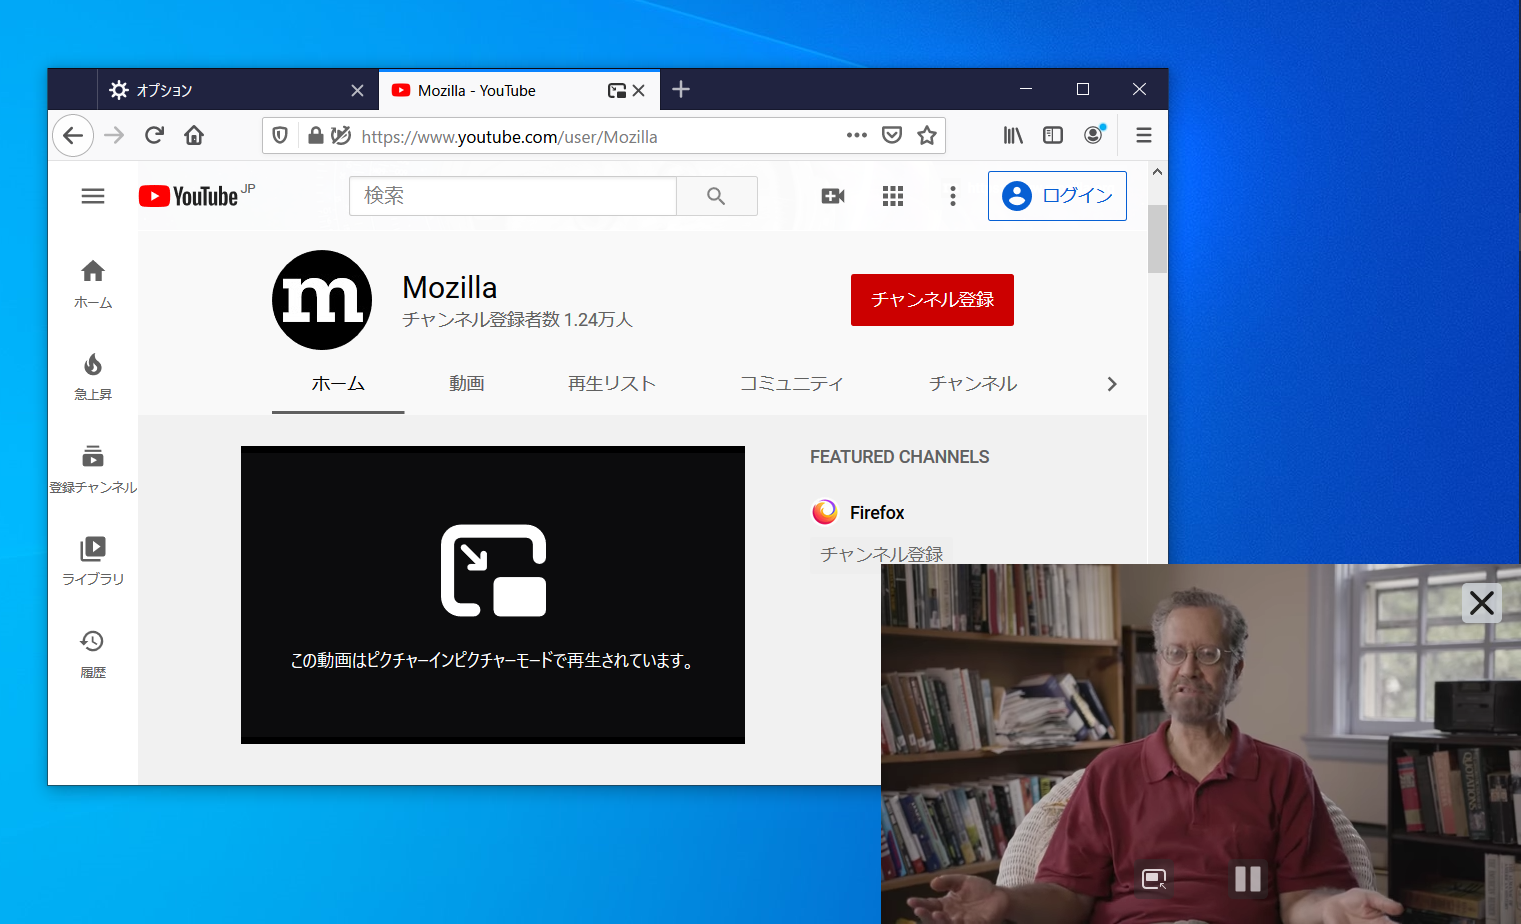 オプション
Mozilla - YouTube
https://www.youtube.com/user/Mozilla
YouTube JP
検索
ログイン
ホーム
急上昇
登録チャンネル
ライブラリ
履歴
m
Mozilla
チャンネル登録者数 1.24万人
チャンネル登録
ホーム
動画
再生リスト
コミュニティ
チャンネル
この動画はピクチャーインピクチャーモードで再生されています。
FEATURED CHANNELS
Firefox
チャンネル登録
QUOTATIONS